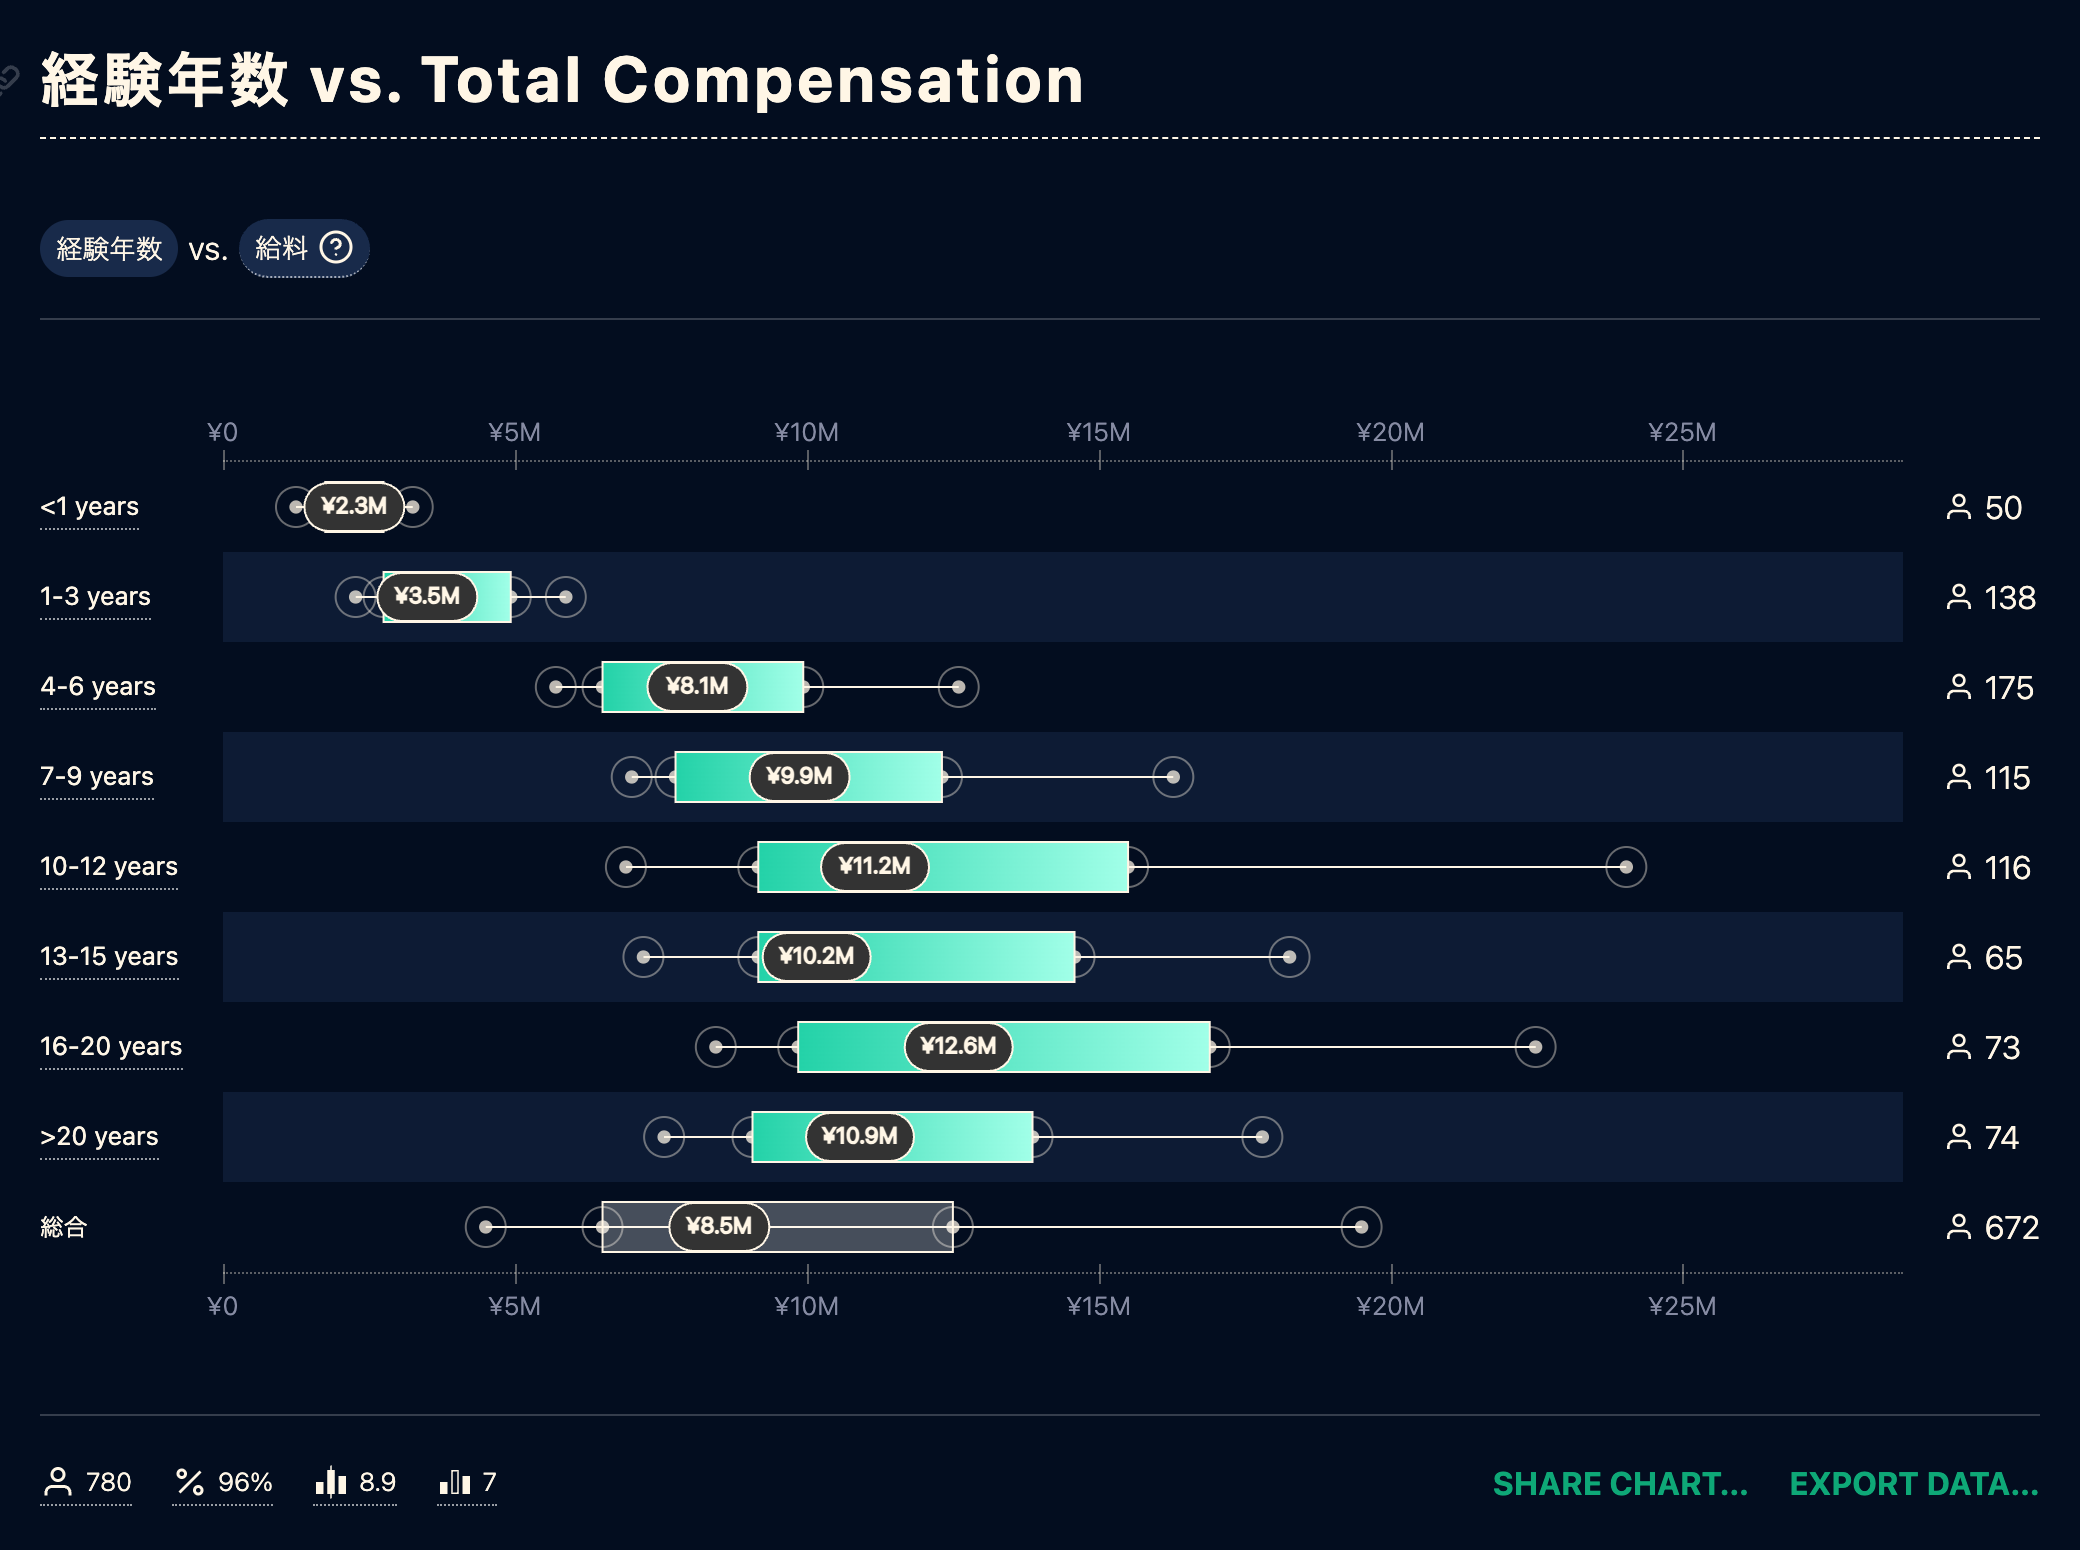 経験年数 vs. Total Compensation
経験年数 vs. 給料 ?
¥0 ¥5M ¥10M ¥15M ¥20M ¥25M
<1 years ¥2.3M 50
1-3 years ¥3.5M 138
4-6 years ¥8.1M 175
7-9 years ¥9.9M 115
10-12 years ¥11.2M 116
13-15 years ¥10.2M 65
16-20 years ¥12.6M 73
>20 years ¥10.9M 74
総合 ¥8.5M 672
¥0 ¥5M ¥10M ¥15M ¥20M ¥25M
780 % 96% 8.9 7 SHARE CHART... EXPORT DATA...